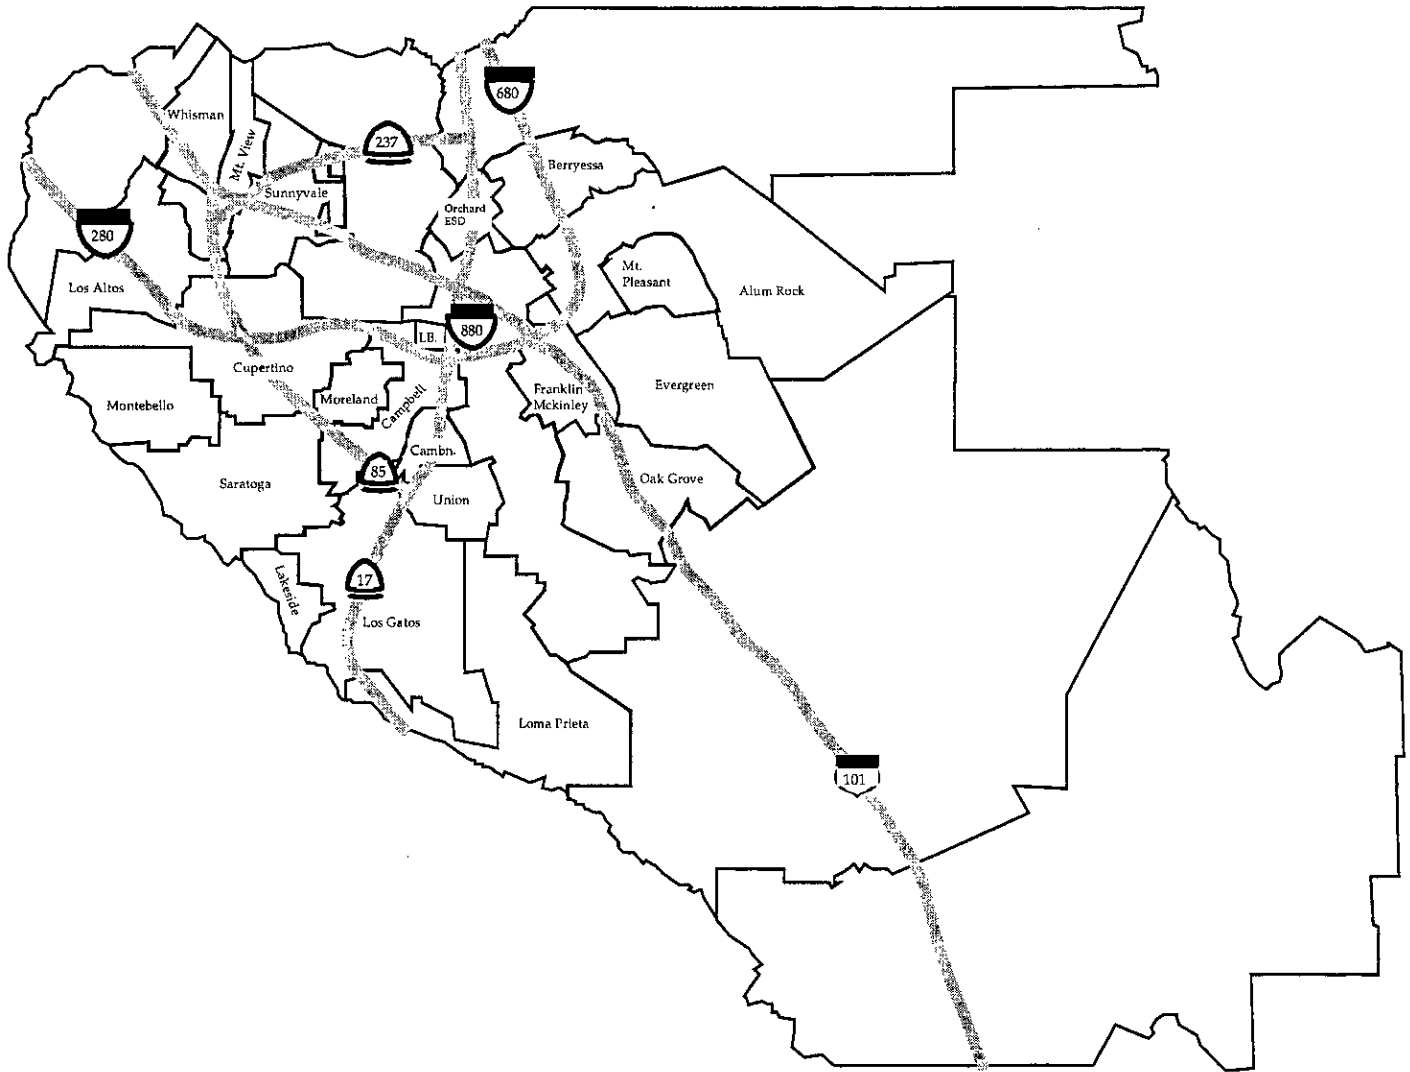 680
Whisman
237
Mt. View
Berryessa
Sunnyvale
Orchard
ESD
280
Mt.
Pleasant
Los Altos
Alum Rock
880
LB.
Cupertino
Evergreen
Franklin
Mckinley
Moreland
Campbell
Montebello
Cambn.
85
Oak Grove
Saratoga
Union
17
Lakeside
Los Gatos
Loma Prieta
101